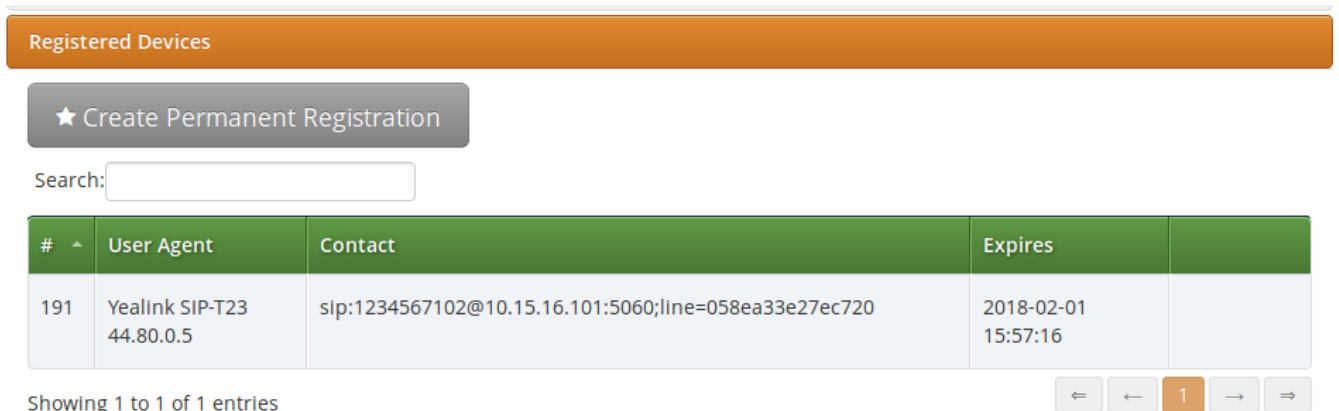 Registered Devices
★ Create Permanent Registration
Search:
# User Agent Contact Expires
191 Yealink SIP-T23 sip:1234567102@10.15.16.101:5060;line=058ea33e27ec720 2018-02-01
44.80.0.5 15:57:16
Showing 1 to 1 of 1 entries ⇐ ← 1 → ⇒